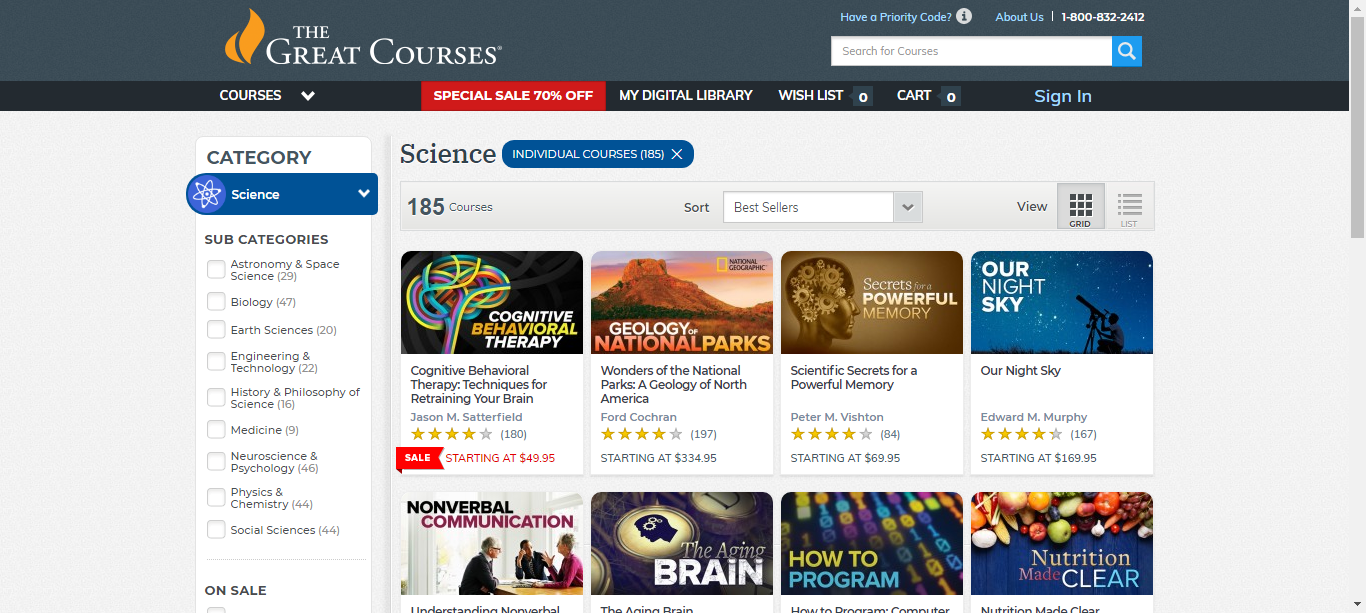 THE
GREAT COURSES®
Have a Priority Code? i
About Us | 1-800-832-2412
Search for Courses
COURSES
SPECIAL SALE 70% OFF
MY DIGITAL LIBRARY
WISH LIST 0
CART 0
Sign In
CATEGORY
Science
SUB CATEGORIES
Astronomy & Space
Science (29)
Biology (47)
Earth Sciences (20)
Engineering &
Technology (22)
History & Philosophy of
Science (16)
Medicine (9)
Neuroscience &
Psychology (46)
Physics &
Chemistry (44)
Social Sciences (44)
ON SALE
Science
INDIVIDUAL COURSES (185)
185 Courses
Sort
Best Sellers
View
GRID
LIST
COGNITIVE
BEHAVIORAL
THERAPY
Cognitive Behavioral
Therapy: Techniques for
Retraining Your Brain
Jason M. Satterfield
(180)
SALE STARTING AT $49.95
NATIONAL
GEOGRAPHIC
GEOLOGY OF
NATIONAL PARKS
Wonders of the National
Parks: A Geology of North
America
Ford Cochran
(197)
STARTING AT $334.95
Secrets for a
POWERFUL
MEMORY
Scientific Secrets for a
Powerful Memory
Peter M. Vishton
(84)
STARTING AT $69.95
OUR
NIGHT
SKY
Our Night Sky
Edward M. Murphy
(167)
STARTING AT $169.95
NONVERBAL
COMMUNICATION
Understanding Nonverbal
The Aging
BRAIN
The Aging Brain
HOW TO
PROGRAM
How to Program: Computer
Nutrition
Made CLEAR
Nutrition Made Clear